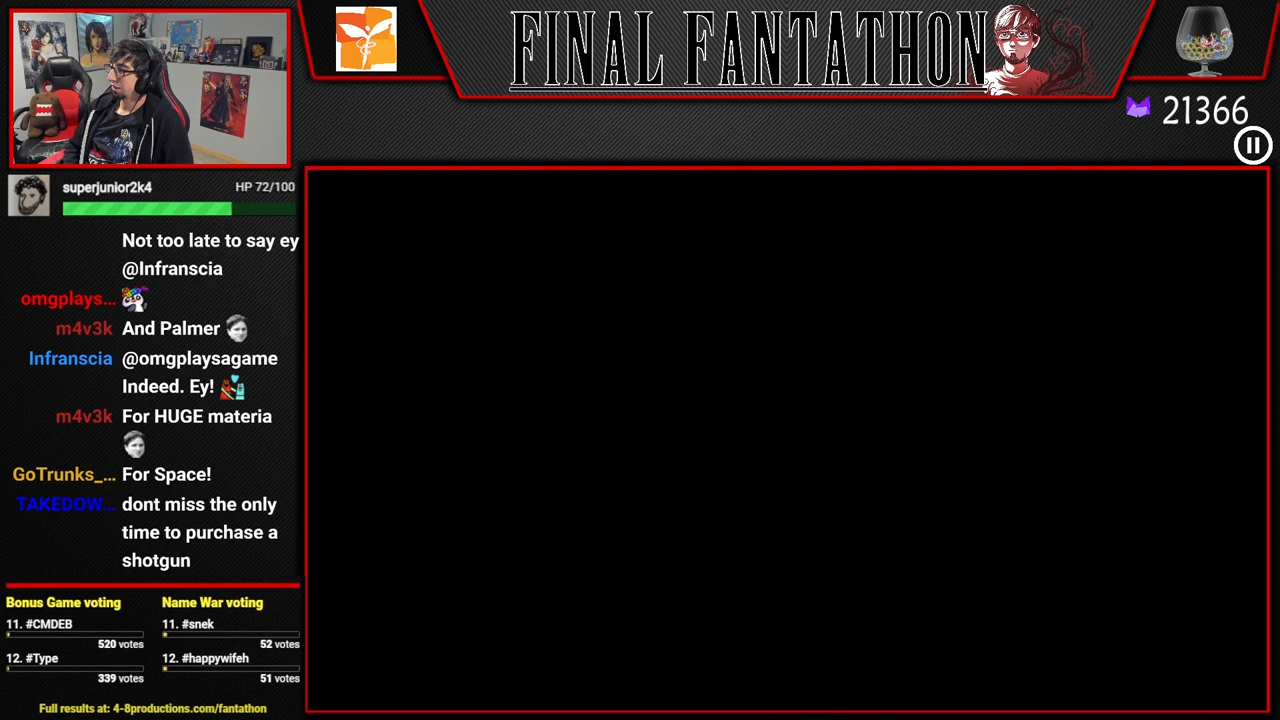 FINAL FANTATHON
21366
superjunior2k4 HP 72/100
Not too late to say ey
@Infranscia
omgplays...
m4v3k And Palmer
Infranscia @omgplaysagame
Indeed. Ey!
m4v3k For HUGE materia
GoTrunks_... For Space!
TAKEDOW... dont miss the only
time to purchase a
shotgun
Bonus Game voting
11. #CMDEB
520 votes
12. #Type
339 votes
Name War voting
11. #snek
52 votes
12. #happywifeh
51 votes
Full results at: 4-8productions.com/fantathon